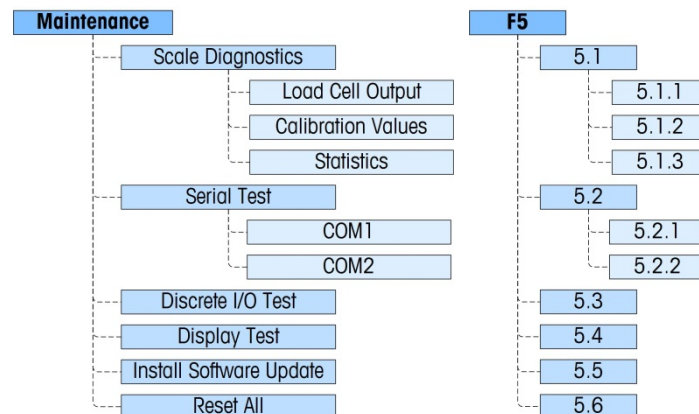 Maintenance F5
Scale Diagnostics 5.1
Load Cell Output 5.1.1
Calibration Values 5.1.2
Statistics 5.1.3
Serial Test 5.2
COM1 5.2.1
COM2 5.2.2
Discrete I/O Test 5.3
Display Test 5.4
Install Software Update 5.5
Reset All 5.6